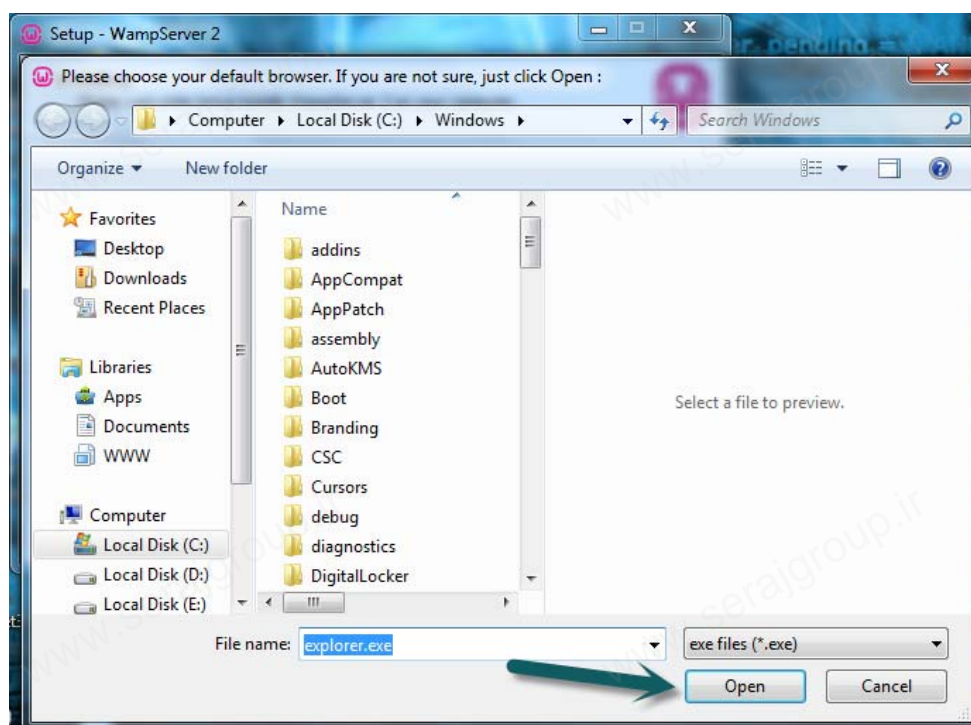 Setup - WampServer 2
r. pending =
Please choose your default browser. If you are not sure, just click Open :
Computer Local Disk (C:) Windows
Search Windows
Organize New folder
Favorites
Desktop
Downloads
Recent Places
Libraries
Apps
Documents
WWW
Computer
Local Disk (C:)
Local Disk (D:)
Local Disk (E:)
Name
addins
AppCompat
AppPatch
assembly
AutoKMS
Boot
Branding
CSC
Cursors
debug
diagnostics
DigitalLocker
Select a file to preview.
File name: explorer.exe
exe files (*.exe)
Open Cancel
www.serajgroup.ir